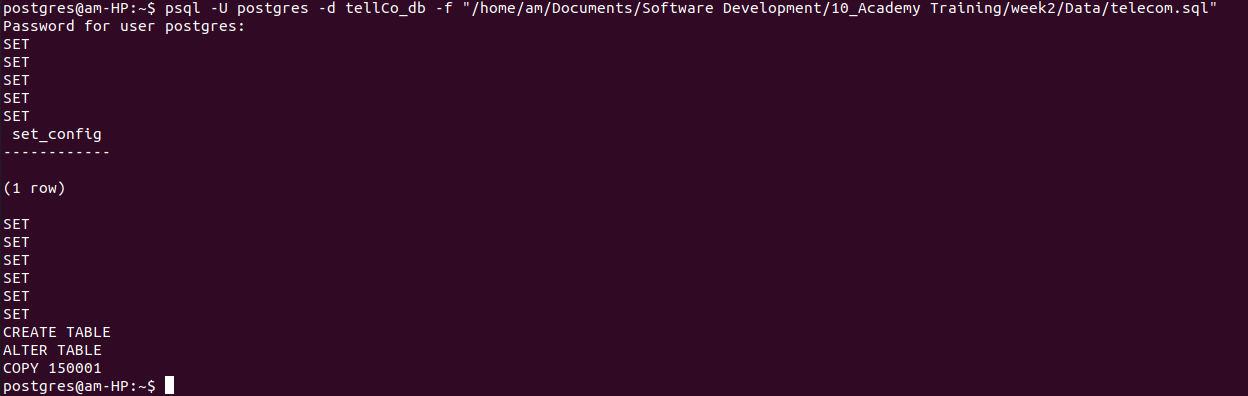 postgres@am-HP:~$ psql -U postgres -d tellCo_db -f "/home/am/Documents/Software Development/10_Academy Training/week2/Data/telecom.sql"
Password for user postgres:
SET
SET
SET
SET
SET
 set_config
------------

(1 row)

SET
SET
SET
SET
SET
SET
CREATE TABLE
ALTER TABLE
COPY 150001
postgres@am-HP:~$